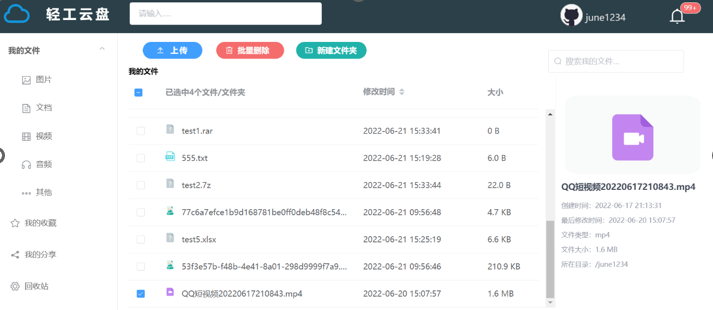 轻工云盘
请输入...
june1234
99+
我的文件
图片
文档
视频
音频
其他
我的收藏
我的分享
回收站
上传
批量删除
新建文件夹
搜索我的文件...
我的文件
已选中4个文件/文件夹 修改时间 大小
test1.rar 2022-06-21 15:33:41 0 B
555.txt 2022-06-21 15:19:28 6.0 B
test2.7z 2022-06-21 15:33:44 22.0 B
77c6a7efce1b9d168781be0ff0deb48f8c54... 2022-06-21 09:56:48 4.7 KB
test5.xlsx 2022-06-21 15:25:19 6.6 KB
53f3e57b-f48b-4e41-8a01-298d9999f7a9.... 2022-06-21 09:56:46 210.9 KB
QQ短视频20220617210843.mp4 2022-06-20 15:07:57 1.6 MB
QQ短视频20220617210843.mp4
创建时间：2022-06-17 21:13:31
最后修改时间：2022-06-20 15:07:57
文件类型：mp4
文件大小：1.6 MB
所在目录：/june1234